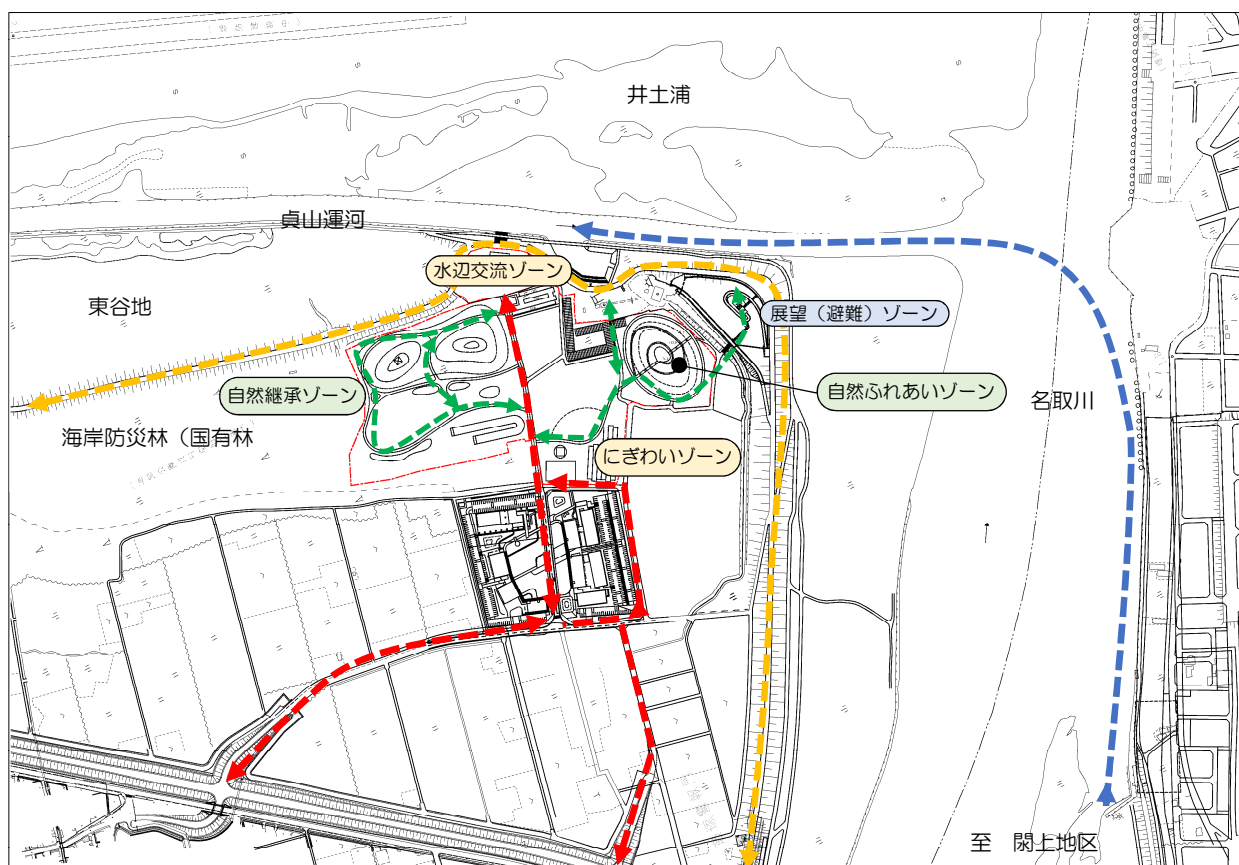 井土浦
貞山運河
水辺交流ゾーン
東谷地
展望（避難）ゾーン
自然継承ゾーン
自然ふれあいゾーン
名取川
海岸防災林（国有林
にぎわいゾーン
至　閖上地区